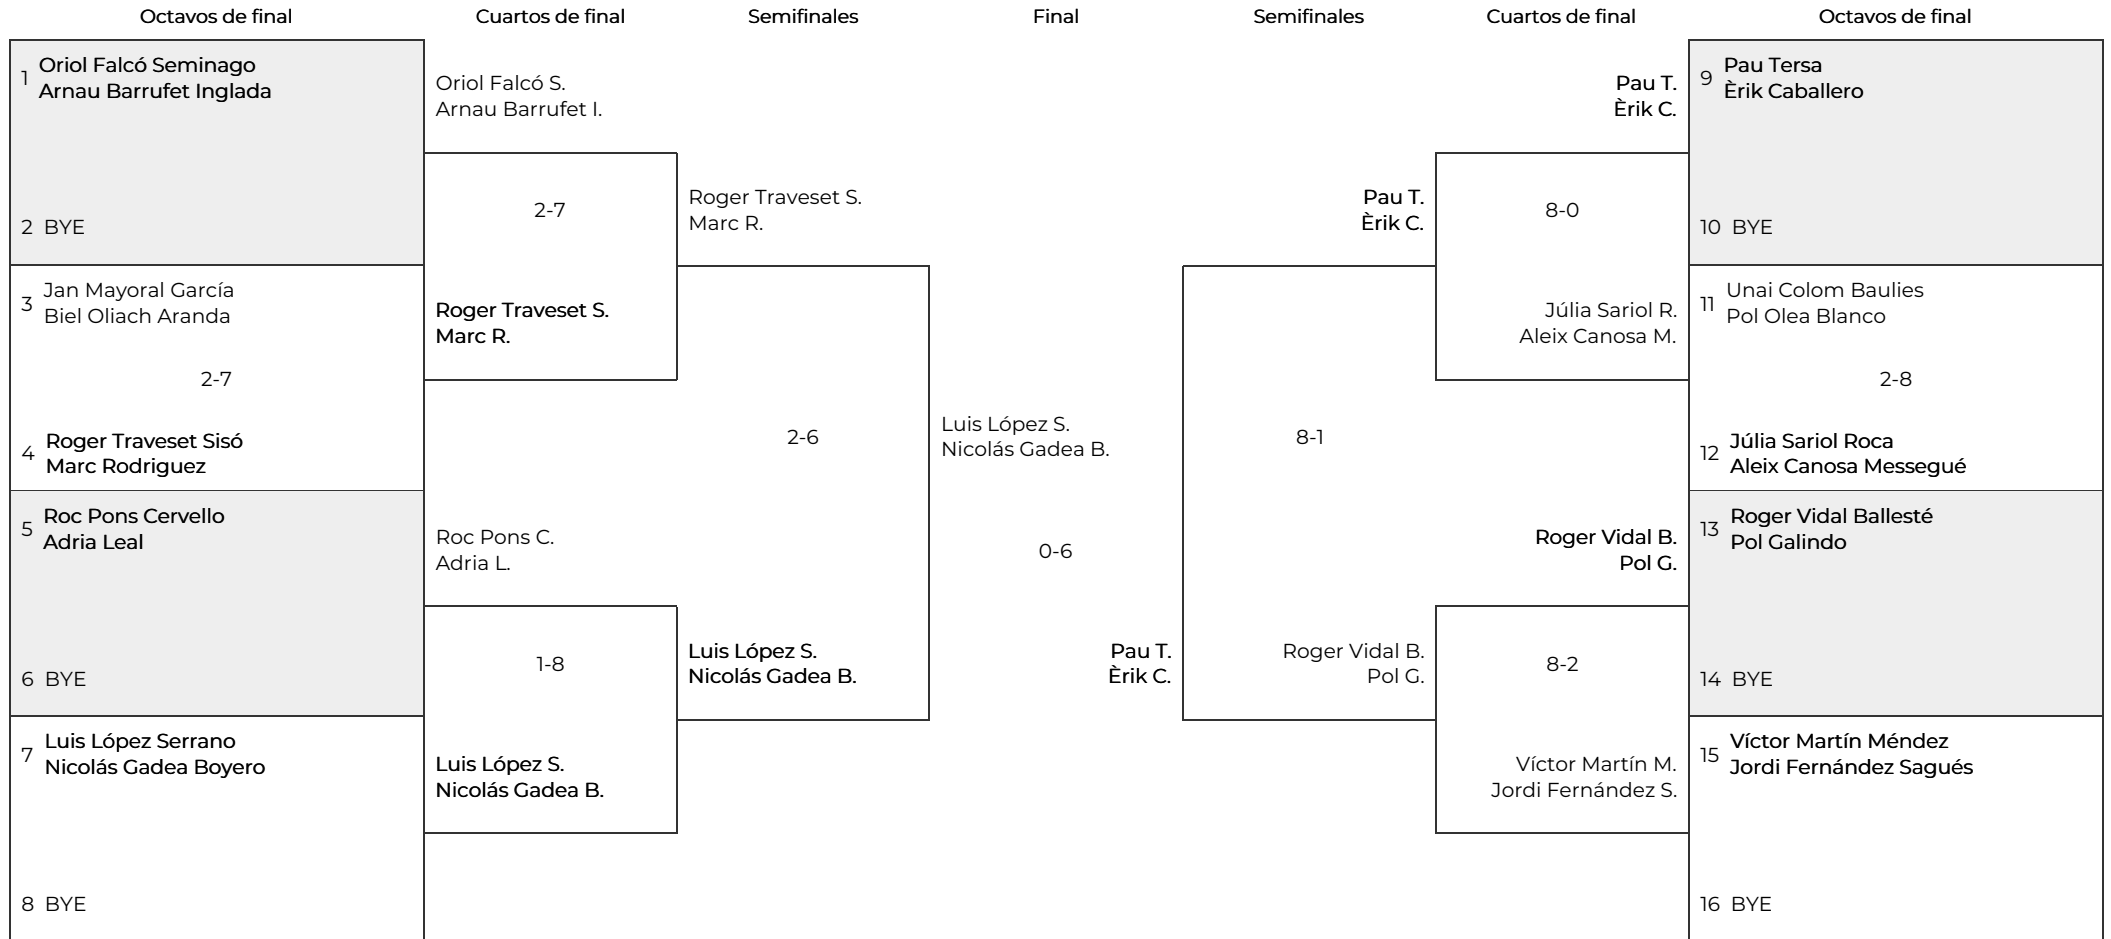 Octavos de final
Cuartos de final
Semifinales
Final
Semifinales
Cuartos de final
Octavos de final
1
Oriol Falcó Seminago
Arnau Barrufet Inglada
2 BYE
3
Jan Mayoral García
Biel Oliach Aranda
2-7
4
Roger Traveset Sisó
Marc Rodriguez
5
Roc Pons Cervello
Adria Leal
6 BYE
7
Luis López Serrano
Nicolás Gadea Boyero
8 BYE
Oriol Falcó S.
Arnau Barrufet I.
2-7
Roger Traveset S.
Marc R.
Roc Pons C.
Adria L.
1-8
Luis López S.
Nicolás Gadea B.
Roger Traveset S.
Marc R.
2-6
Luis López S.
Nicolás Gadea B.
Luis López S.
Nicolás Gadea B.
0-6
Pau T.
Èrik C.
Pau T.
Èrik C.
8-1
Roger Vidal B.
Pol G.
Pau T.
Èrik C.
8-0
Júlia Sariol R.
Aleix Canosa M.
Roger Vidal B.
Pol G.
8-2
Víctor Martín M.
Jordi Fernández S.
9
Pau Tersa
Èrik Caballero
10 BYE
11
Unai Colom Baulies
Pol Olea Blanco
2-8
12
Júlia Sariol Roca
Aleix Canosa Messegué
13
Roger Vidal Ballesté
Pol Galindo
14 BYE
15
Víctor Martín Méndez
Jordi Fernández Sagués
16 BYE